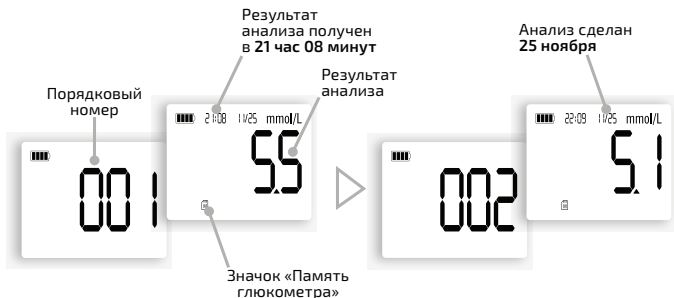 Результат
анализа получен
в 21 час 08 минут
Результат
анализа
Порядковый
номер
Анализ сделан
25 ноября
21:08 11/25 mmol/L
5.5
001
22:09 11/25 mmol/L
5.1
002
Значок «Память
глюкометра»